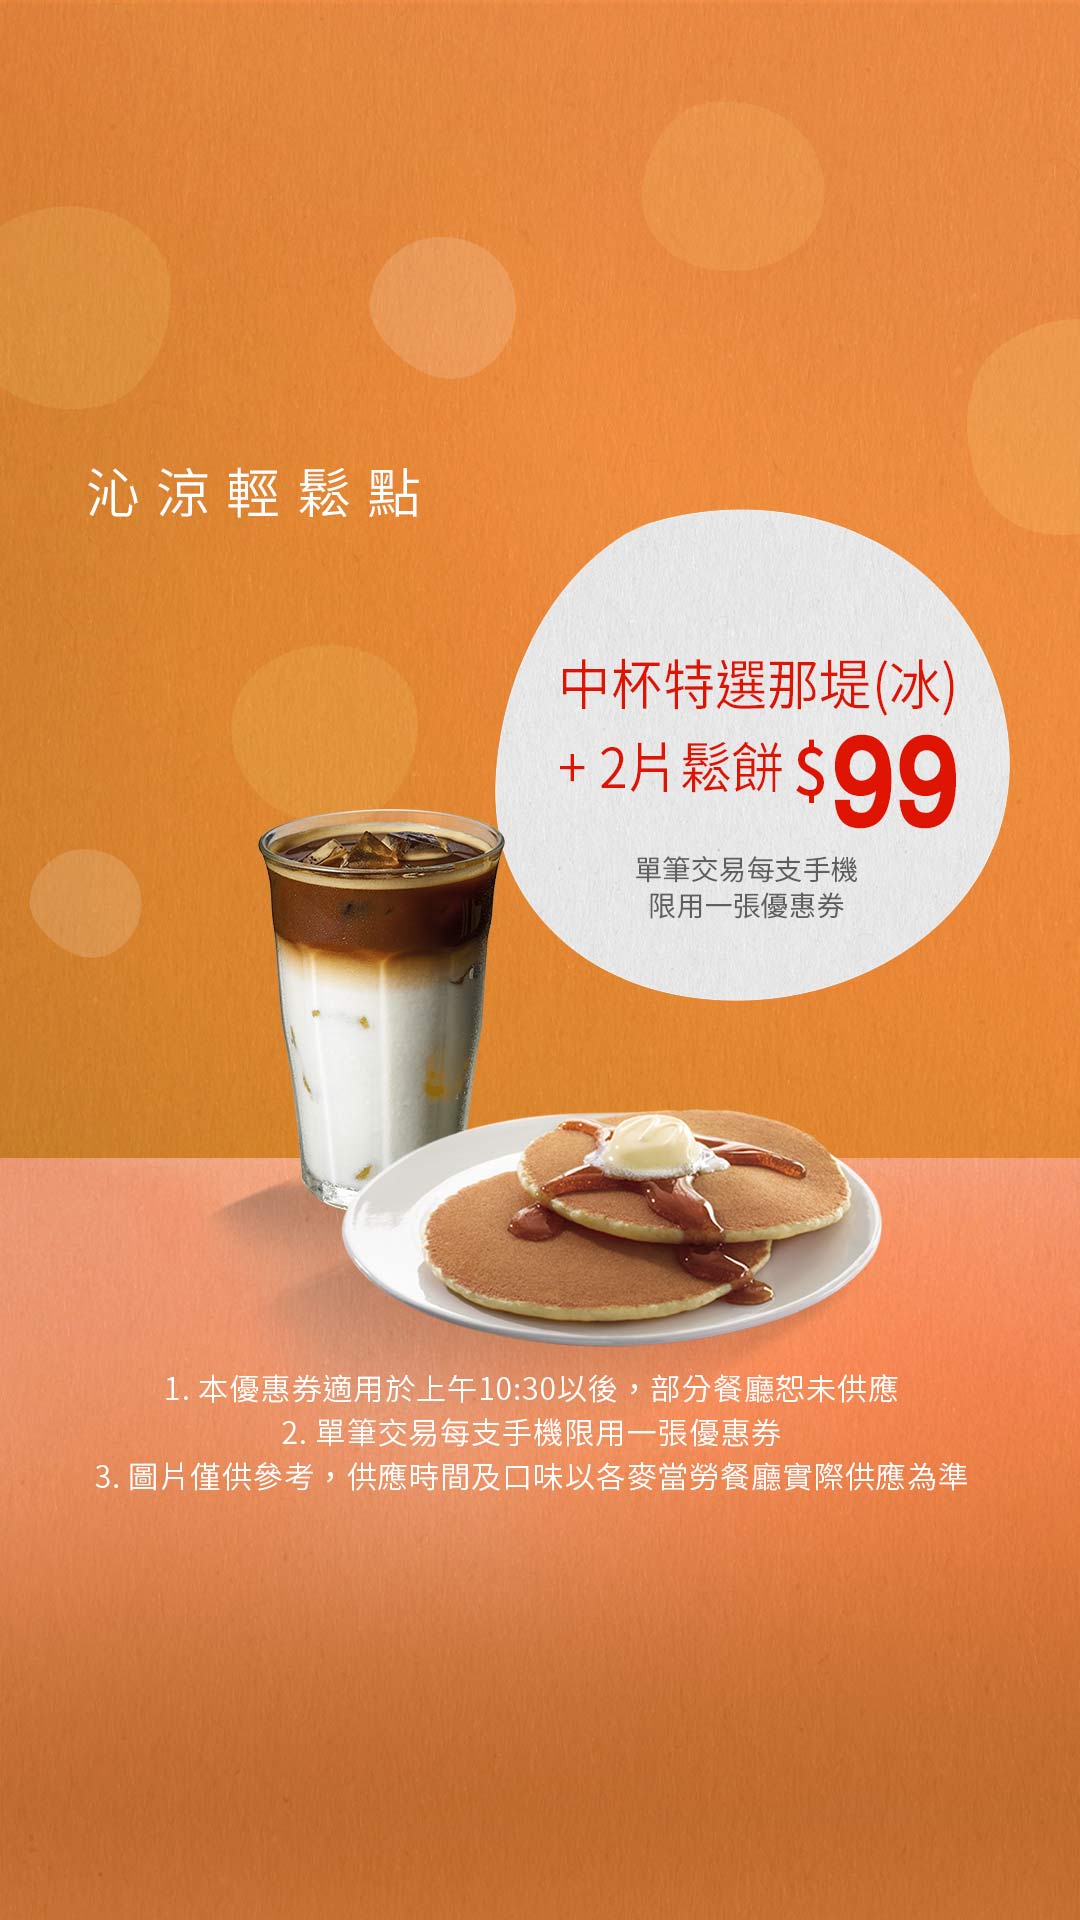 沁涼輕鬆點
中杯特選那堤(冰)
+ 2片鬆餅 $99
單筆交易每支手機
限用一張優惠券
1. 本優惠券適用於上午10:30以後，部分餐廳恕未供應
2. 單筆交易每支手機限用一張優惠券
3. 圖片僅供參考，供應時間及口味以各麥當勞餐廳實際供應為準